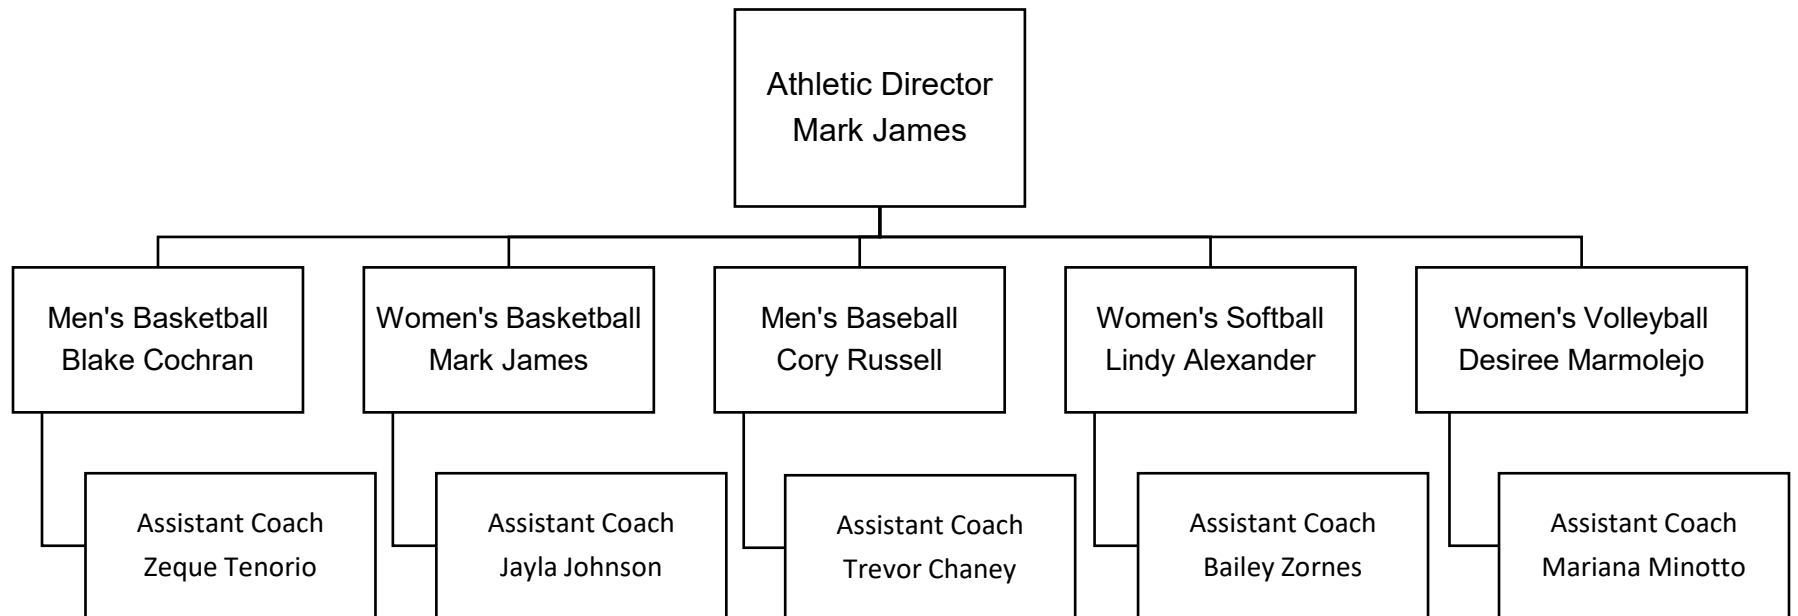 Athletic Director
Mark James
Men's Basketball
Blake Cochran
Women's Basketball
Mark James
Men's Baseball
Cory Russell
Women's Softball
Lindy Alexander
Women's Volleyball
Desiree Marmolejo
Assistant Coach
Zeque Tenorio
Assistant Coach
Jayla Johnson
Assistant Coach
Trevor Chaney
Assistant Coach
Bailey Zornes
Assistant Coach
Mariana Minotto